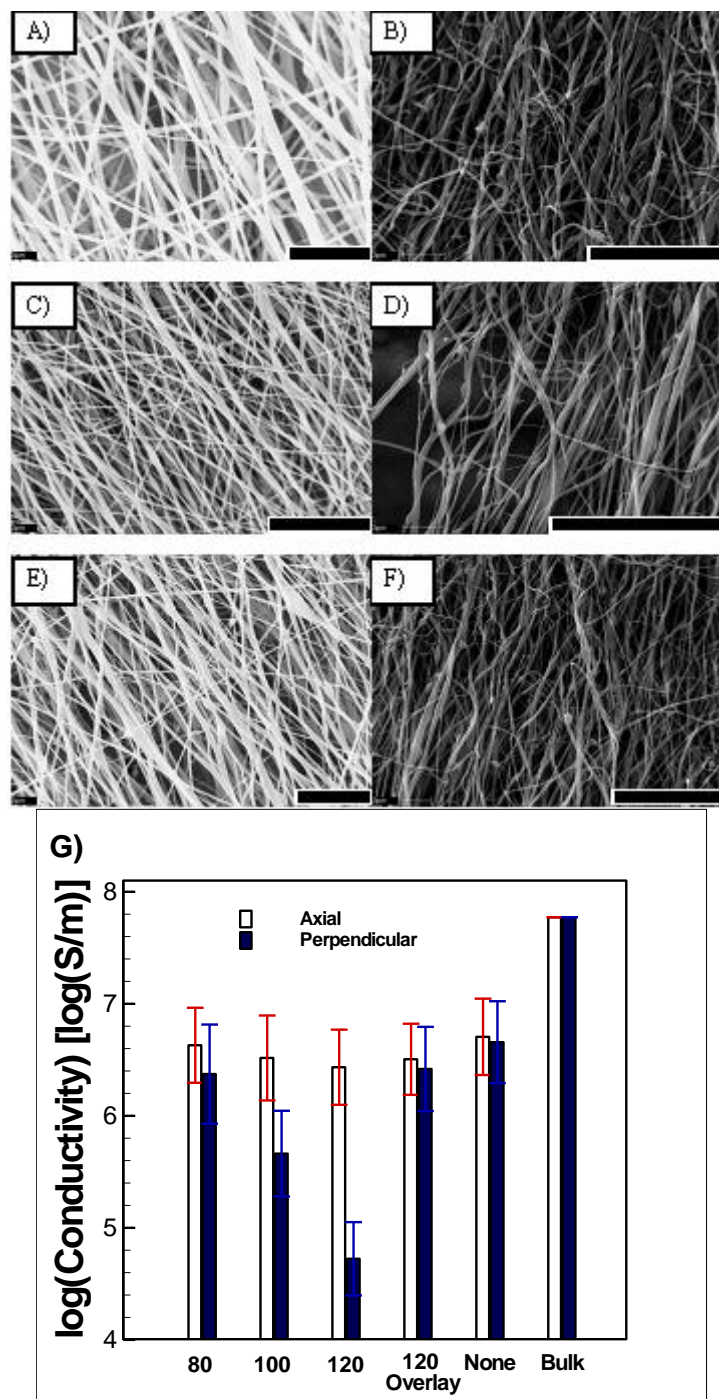 A)
B)
C)
D)
E)
F)
G)
log(Conductivity) [log(S/m)]
8
7
6
5
4
Axial
Perpendicular
80
100
120
120 Overlay
None
Bulk